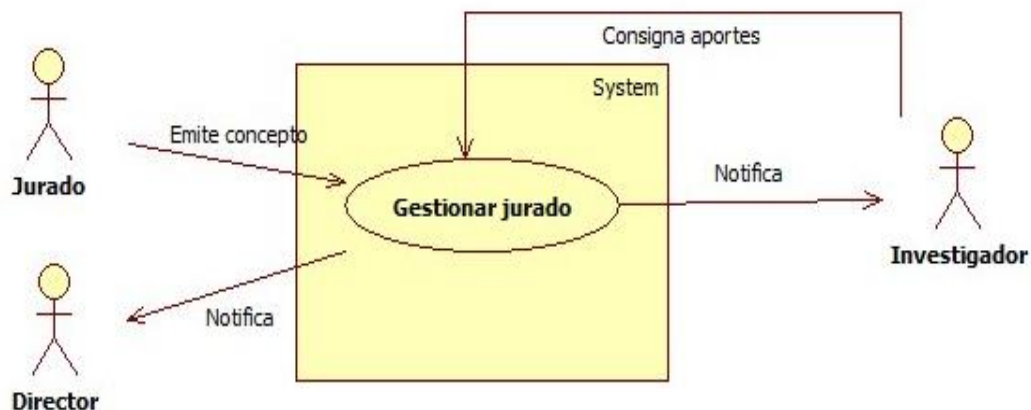 Consigna aportes
System
Emite concepto
Jurado
Notifica
Gestionar jurado
Investigador
Notifica
Director